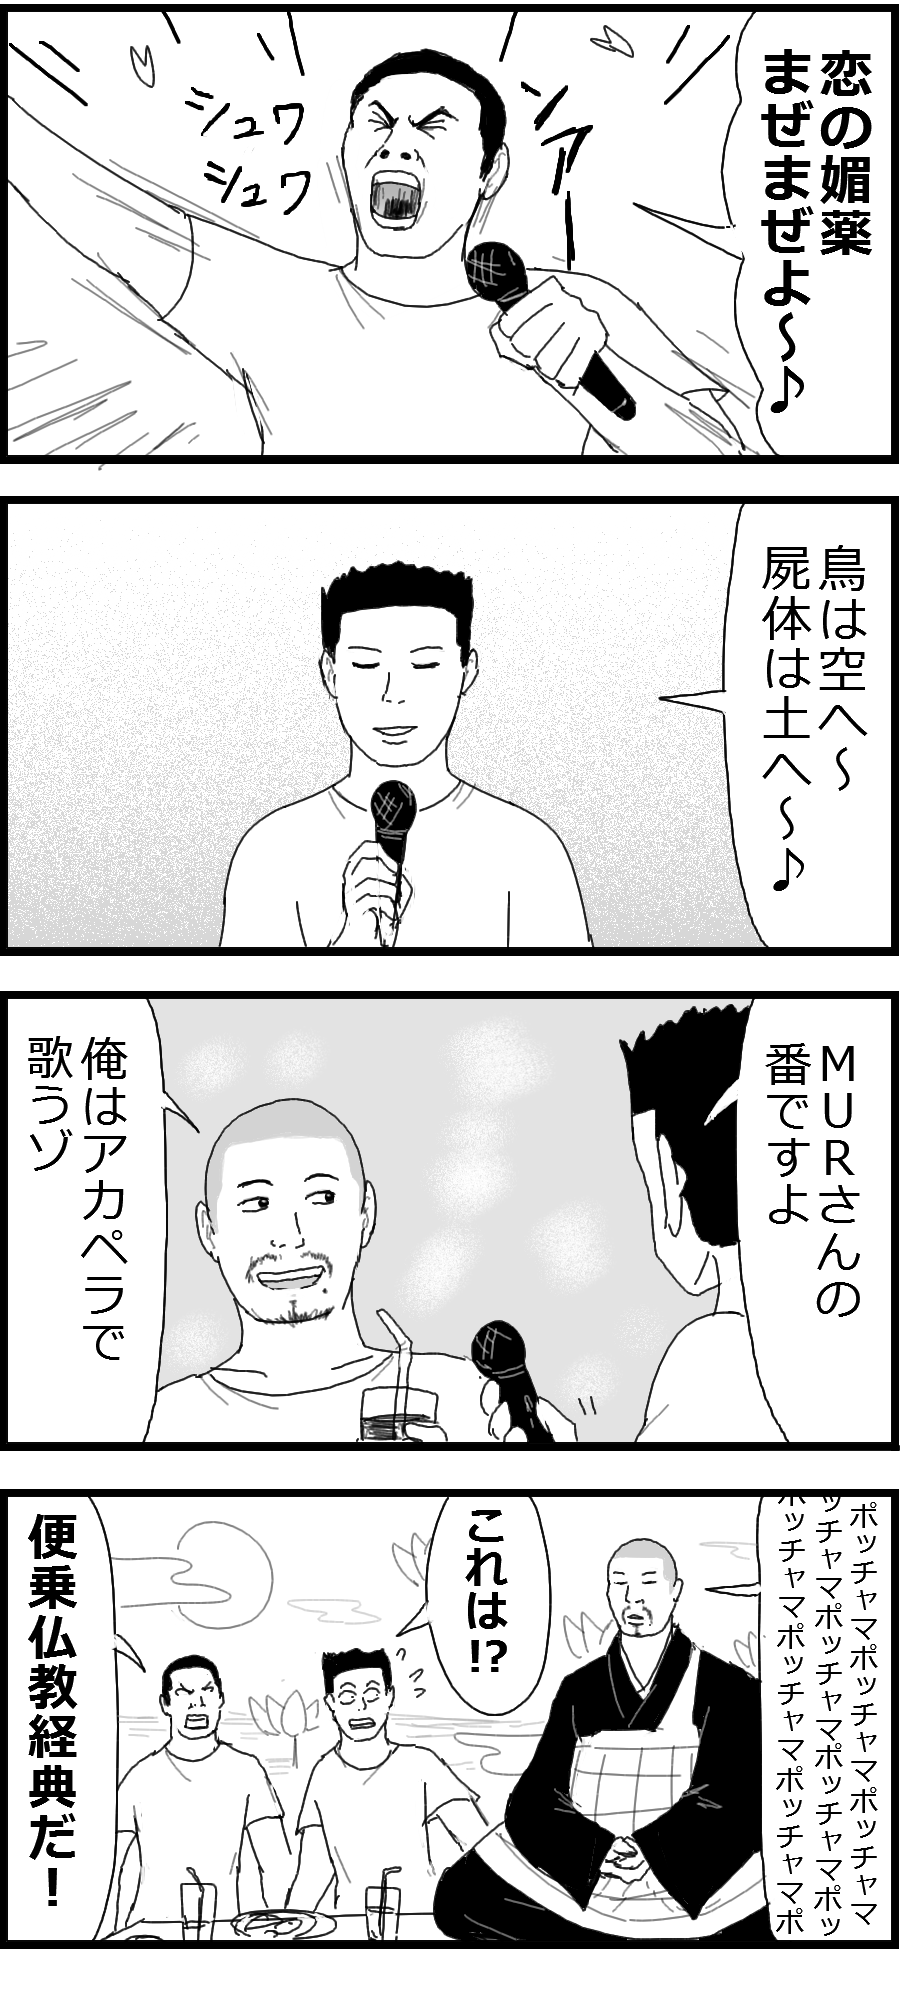 恋の媚薬
まぜまぜよ〜♪
シュワ
シュワ
ンアー
鳥は空へ〜
屍体は土へ〜♪
MURさんの
番ですよ
俺はアカペラで
歌うゾ
ポッチャマポッチャマポッチャマ
ッチャマポッチャマポッチャマポッ
ポッチャマポッチャマポッチャマポ
これは!?
便乗仏教経典だ！